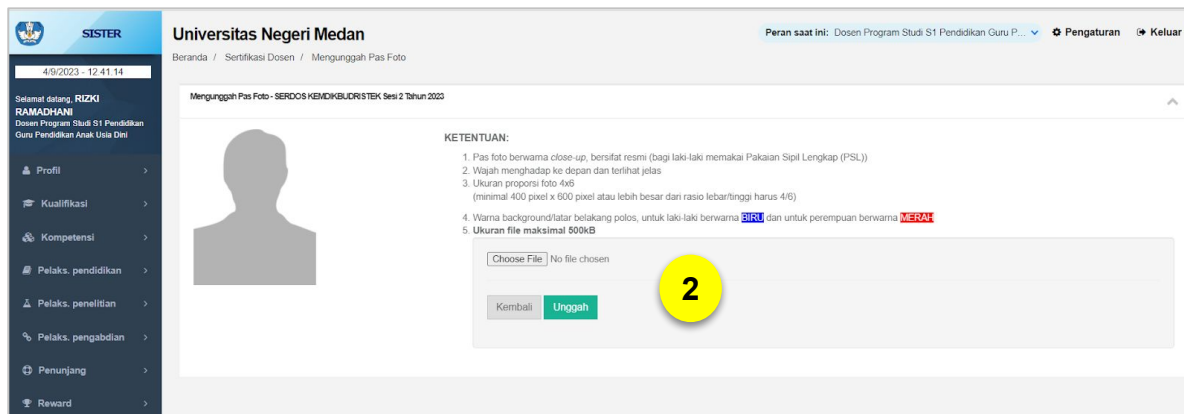 SISTER
4/9/2023 - 12.41.14
Selamat datang, RIZKI
RAMADHANI
Dosen Program Studi S1 Pendidikan
Guru Pendidikan Anak Usia Dini
Profil
Kualifikasi
Kompetensi
Pelaks. pendidikan
Pelaks. penelitian
Pelaks. pengabdian
Penunjang
Reward
Universitas Negeri Medan
Peran saat ini: Dosen Program Studi S1 Pendidikan Guru P... Pengaturan Keluar
Beranda / Sertifikasi Dosen / Mengunggah Pas Foto
Mengunggah Pas Foto - SERDOS KEMDIKBUDRISTEK Sesi 2 Tahun 2023
KETENTUAN:
1. Pas foto berwarna close-up, bersifat resmi (bagi laki-laki memakai Pakaian Sipil Lengkap (PSL))
2. Wajah menghadap ke depan dan terlihat jelas
3. Ukuran proporsi foto 4x6
(minimal 400 pixel x 600 pixel atau lebih besar dari rasio lebar/tinggi harus 4/6)
4. Warna background/latar belakang polos, untuk laki-laki berwarna BIRU dan untuk perempuan berwarna MERAH
5. Ukuran file maksimal 500kB
Choose File No file chosen
2
Kembali Unggah